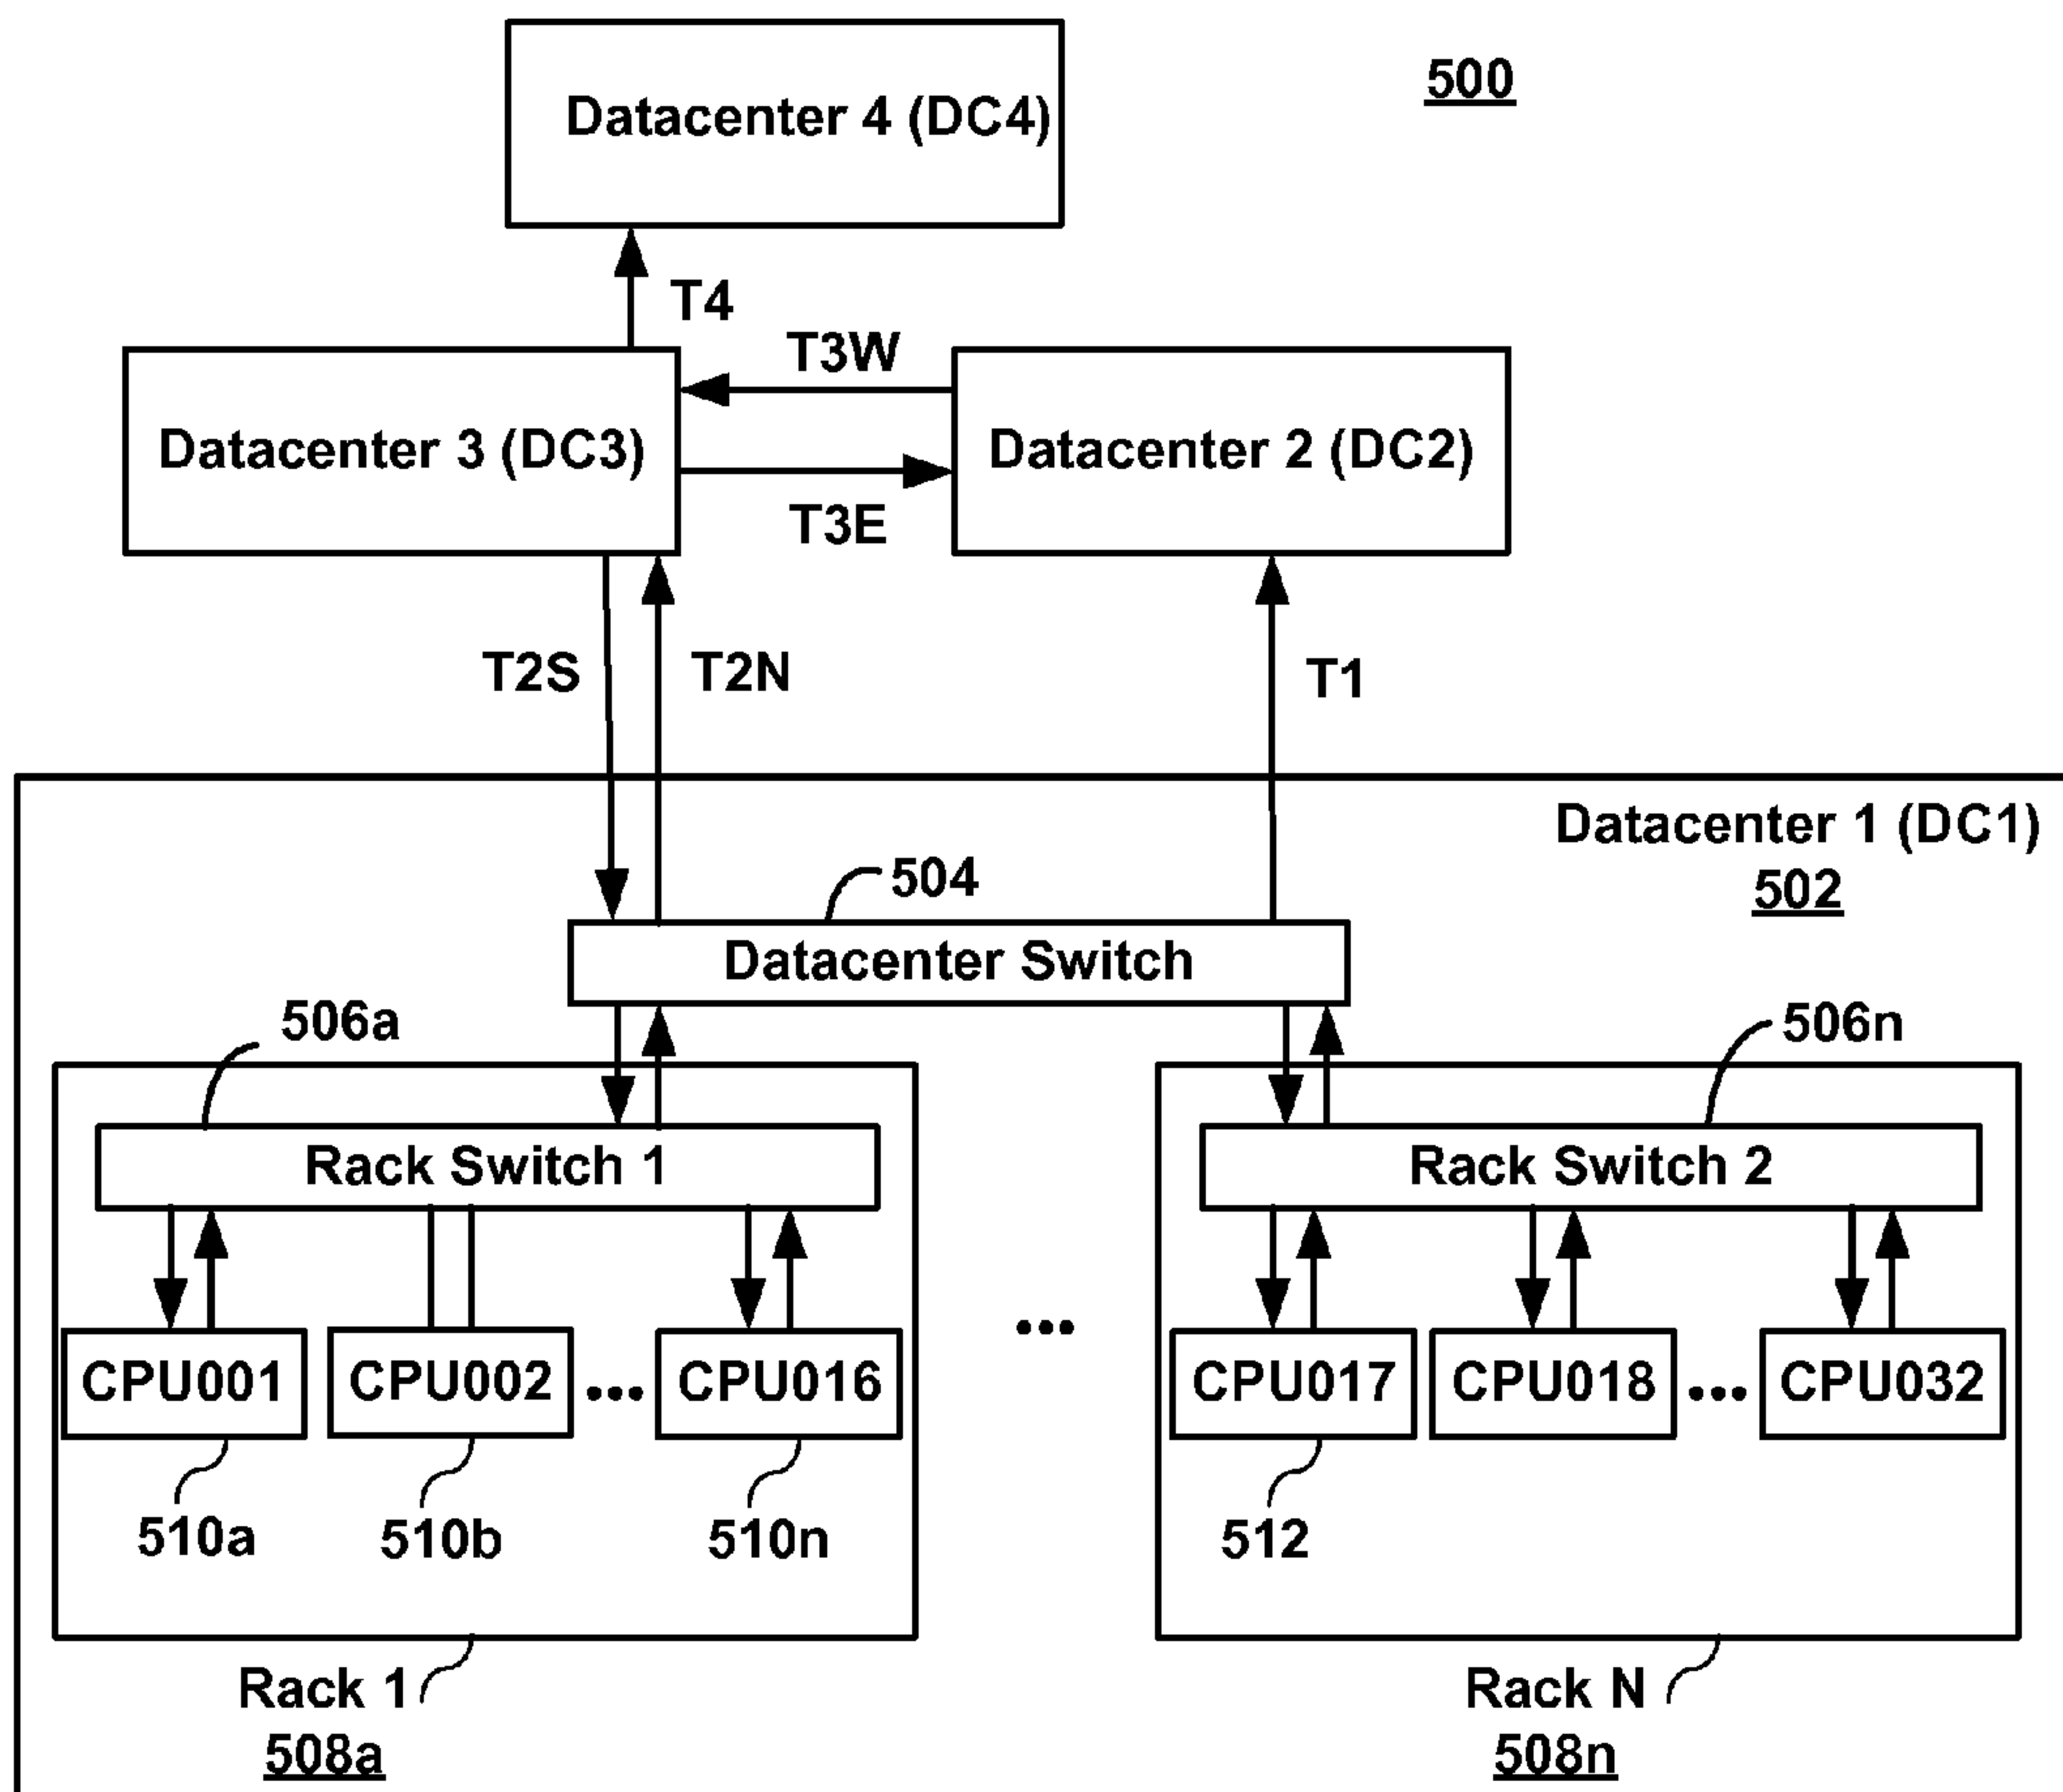 500
Datacenter 4 (DC4)
T4
T3W
Datacenter 3 (DC3)
Datacenter 2 (DC2)
T3E
T2S
T2N
T1
Datacenter 1 (DC1)
502
504
Datacenter Switch
506a
506n
Rack Switch 1
Rack Switch 2
CPU001
CPU002
...
CPU016
...
CPU017
CPU018
...
CPU032
510a
510b
510n
512
Rack 1
508a
Rack N
508n